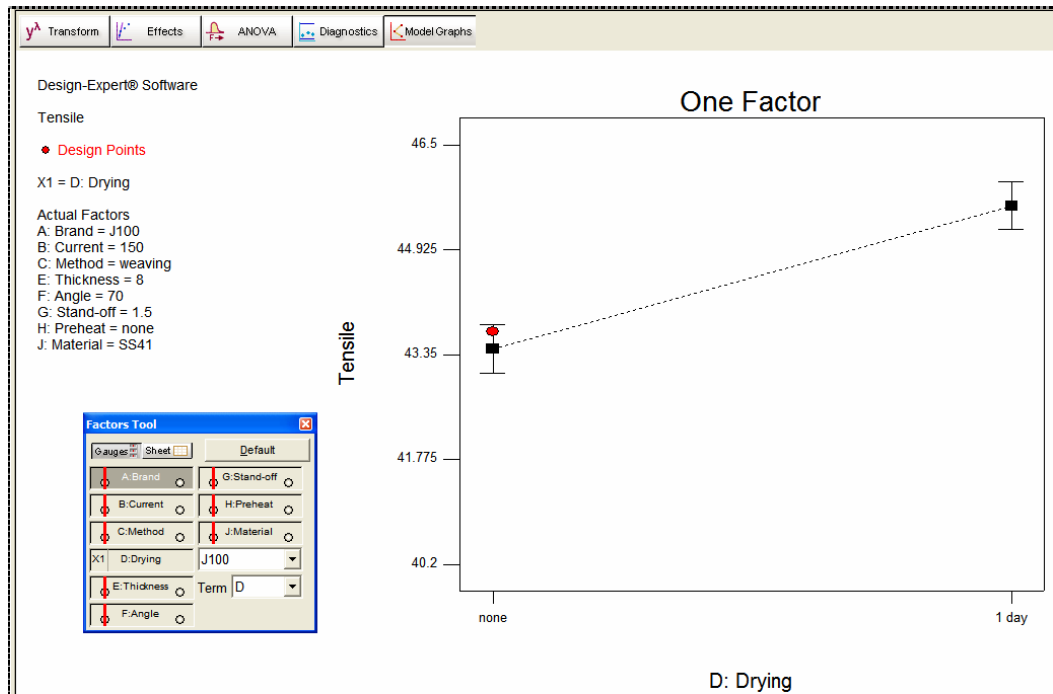 yλ Transform
Effects
ANOVA
Diagnostics
Model Graphs
Design-Expert® Software
Tensile
Design Points
X1 = D: Drying
Actual Factors
A: Brand = J100
B: Current = 150
C: Method = weaving
E: Thickness = 8
F: Angle = 70
G: Stand-off = 1.5
H: Preheat = none
J: Material = SS41
One Factor
46.5
44.925
43.35
41.775
40.2
Tensile
none
1 day
D: Drying
Factors Tool
Gauges
Sheet
Default
A:Brand
G:Stand-off
B:Current
H:Preheat
C:Method
J:Material
X1 D:Drying
J100
E:Thickness
Term D
F:Angle